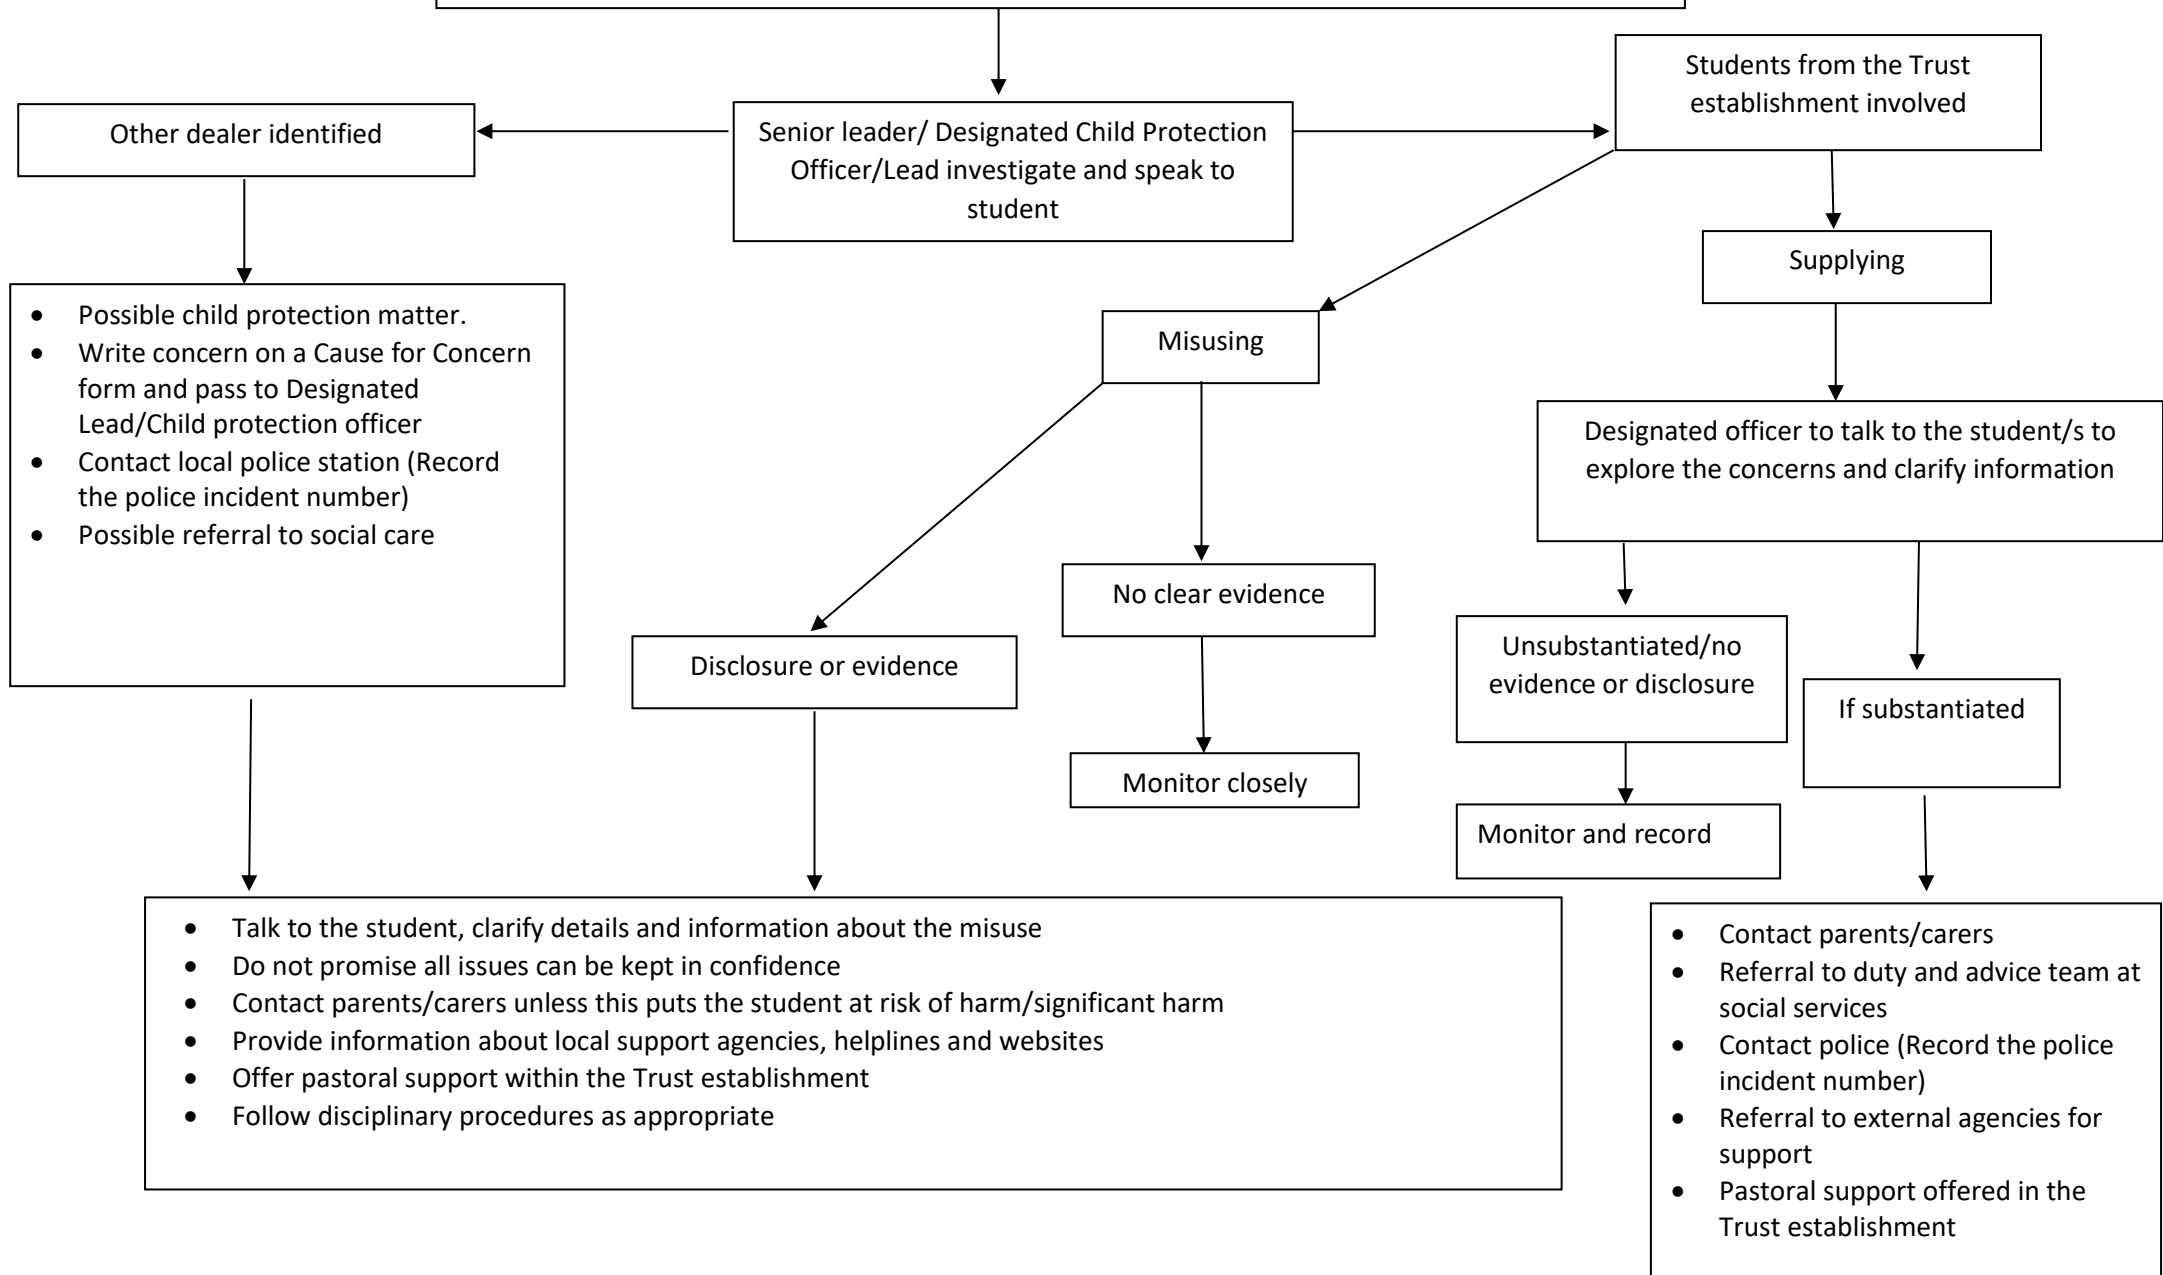 Students from the Trust
establishment involved
Other dealer identified
Senior leader/ Designated Child Protection
Officer/Lead investigate and speak to
student
Supplying
• Possible child protection matter.
• Write concern on a Cause for Concern
form and pass to Designated
Lead/Child protection officer
• Contact local police station (Record
the police incident number)
• Possible referral to social care
Misusing
Designated officer to talk to the student/s to
explore the concerns and clarify information
No clear evidence
Disclosure or evidence
Unsubstantiated/no
evidence or disclosure
If substantiated
Monitor closely
Monitor and record
• Talk to the student, clarify details and information about the misuse
• Do not promise all issues can be kept in confidence
• Contact parents/carers unless this puts the student at risk of harm/significant harm
• Provide information about local support agencies, helplines and websites
• Offer pastoral support within the Trust establishment
• Follow disciplinary procedures as appropriate
• Contact parents/carers
• Referral to duty and advice team at
social services
• Contact police (Record the police
incident number)
• Referral to external agencies for
support
• Pastoral support offered in the
Trust establishment